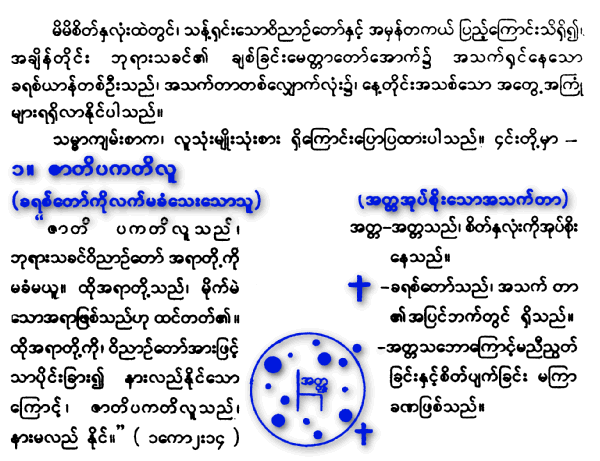 မိမိစိတ်နှလုံးထဲတွင်၊ သန့်ရှင်းသောဝိညာဉ်တော်နှင့် အမှန်တကယ် ပြည့်ကြောင်းသိရှိ၍၊
အချိန်တိုင်း ဘုရားသခင်၏ ချစ်ခြင်းမေတ္တာတော်အောက်၌ အသက်ရှင်နေသော
ခရစ်ယာန်တစ်ဦးသည်၊ အသက်တာတစ်လျှောက်လုံး၌၊ နေ့တိုင်းအသစ်သော အတွေ့အကြုံ
များရရှိလာနိုင်ပါသည်။
သမ္မာကျမ်းစာက၊ လူသုံးမျိုးသုံးစား ရှိကြောင်းပြောပြထားပါသည်။ ၄င်းတို့မှာ –
၁။ ဇာတိပကတိလူ
(ခရစ်တော်ကိုလက်မခံသေးသောသူ)
“ဇာတိ ပကတိလူသည်၊
ဘုရားသခင်ဝိညာဉ်တော် အရာတို့ကို
မခံမယူ။ ထိုအရာတို့သည်၊ မိုက်မဲ
သောအရာဖြစ်သည်ဟု ထင်တတ်၏။
ထိုအရာတို့ကို၊ ဝိညာဉ်တော်အားဖြင့်
သာပိုင်းခြား၍ နားလည်နိုင်သော
ကြောင့်၊ ဇာတိပကတိလူသည်၊
နားမလည် နိုင်။” ( ၁ကော၂း၁၄ )
(အတ္တအုပ်စိုးသောအသက်တာ)
အတ္တ–အတ္တသည်၊ စိတ်နှလုံးကိုအုပ်စိုး
နေသည်။
–ခရစ်တော်သည်၊ အသက် တာ
၏အပြင်ဘက်တွင် ရှိသည်။
–အတ္တသဘောကြောင့်မညီညွတ်
ခြင်းနှင့်စိတ်ပျက်ခြင်း မကြာ
ခဏဖြစ်သည်။
အတ္တ